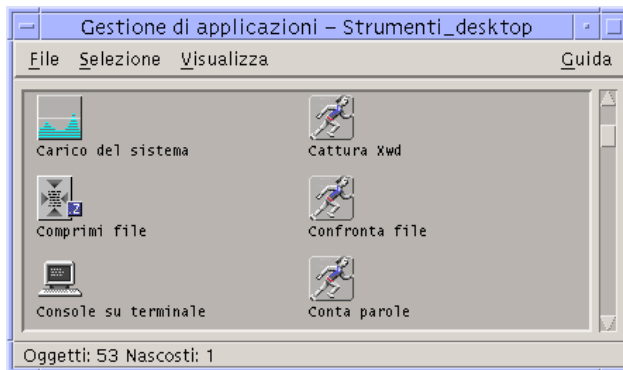 Gestione di applicazioni – Strumenti_desktop
File Selezione Visualizza Guida
Carico del sistema Cattura Xwd
.Z
Comprimi file Confronta file
Console su terminale Conta parole
Oggetti: 53 Nascosti: 1